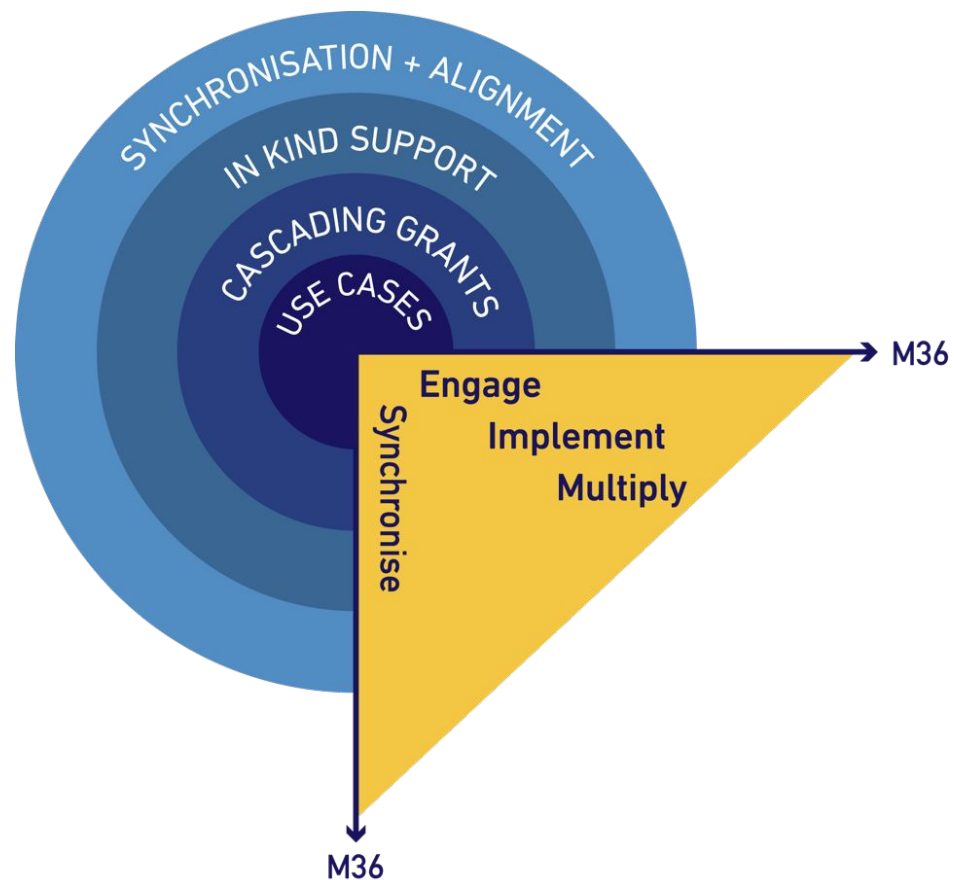 SYNCHRONISATION + ALIGNMENT
IN KIND SUPPORT
CASCADING GRANTS
USE CASES
M36
Engage
Synchronise
Implement
Multiply
M36